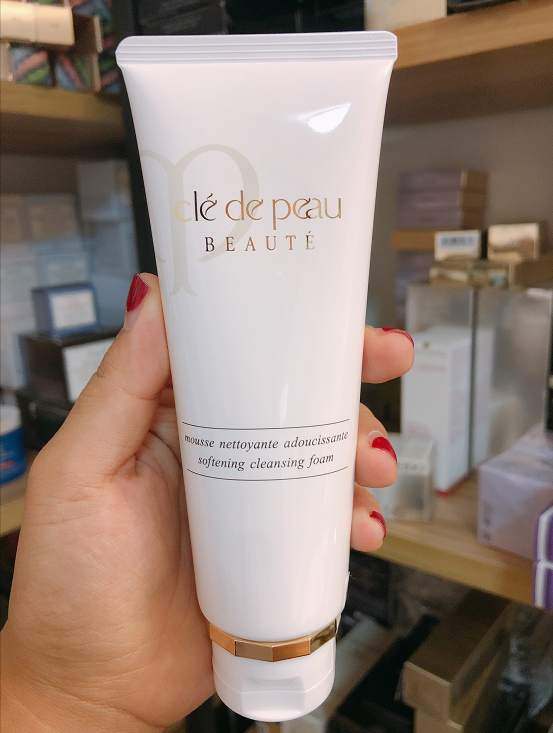 clé de peau
BEAUTÉ
mousse nettoyante adoucissante
softening cleansing foam